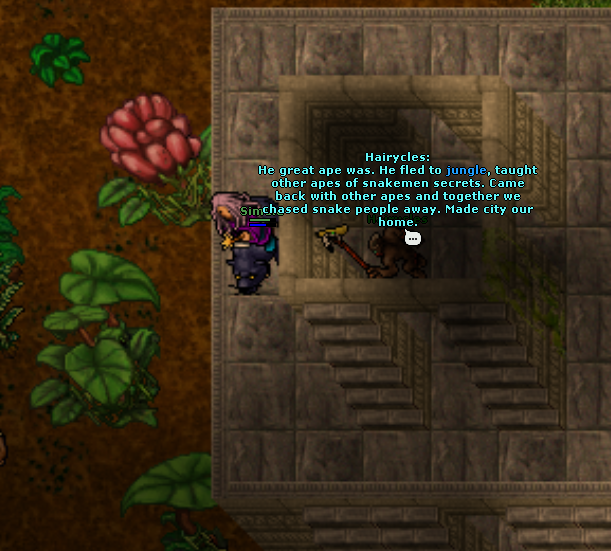 Hairycles:
He great ape was. He fled to jungle, taught
other apes of snakemen secrets. Came
back with other apes and together we
chased snake people away. Made city our
home.